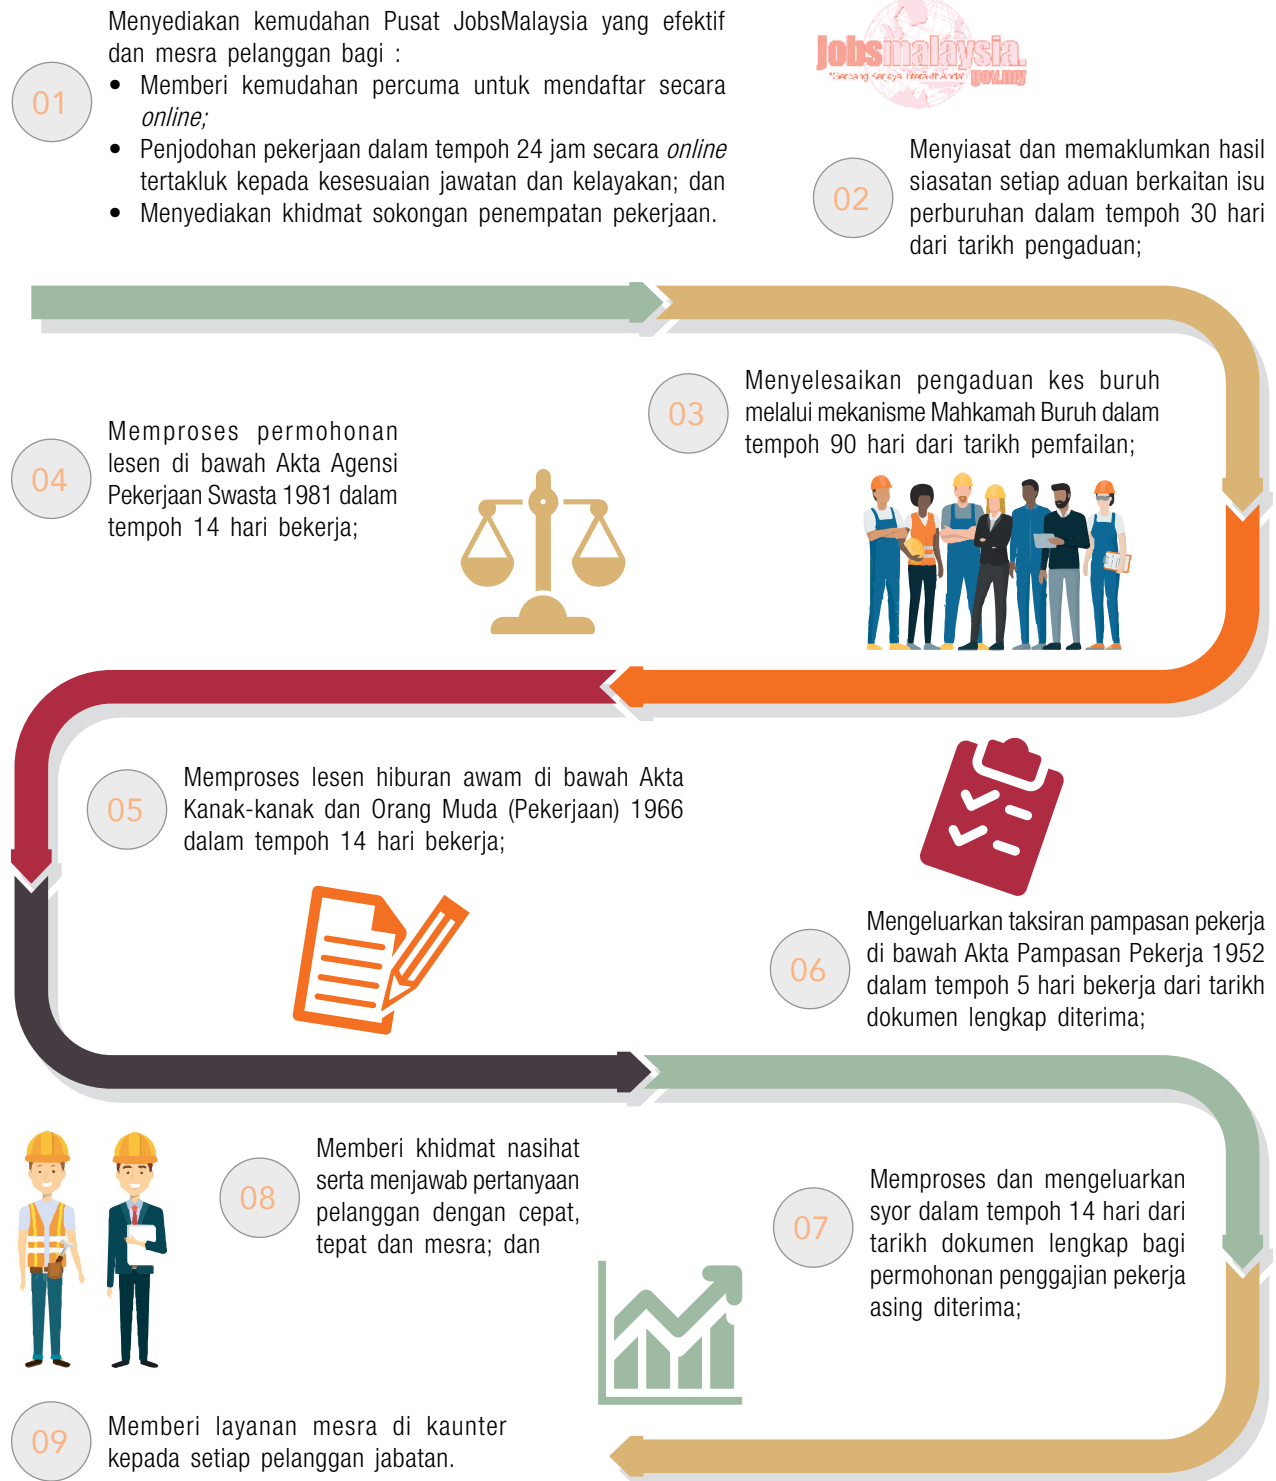 01
Menyediakan kemudahan Pusat JobsMalaysia yang efektif
dan mesra pelanggan bagi :
• Memberi kemudahan percuma untuk mendaftar secara
online;
• Penjodohan pekerjaan dalam tempoh 24 jam secara online
tertakluk kepada kesesuaian jawatan dan kelayakan; dan
• Menyediakan khidmat sokongan penempatan pekerjaan.
Jobsmalaysia.
gov.my
02
Menyiasat dan memaklumkan hasil
siasatan setiap aduan berkaitan isu
perburuhan dalam tempoh 30 hari
dari tarikh pengaduan;
03
Menyelesaikan pengaduan kes buruh
melalui mekanisme Mahkamah Buruh dalam
tempoh 90 hari dari tarikh pemfailan;
04
Memproses permohonan
lesen di bawah Akta Agensi
Pekerjaan Swasta 1981 dalam
tempoh 14 hari bekerja;
05
Memproses lesen hiburan awam di bawah Akta
Kanak-kanak dan Orang Muda (Pekerjaan) 1966
dalam tempoh 14 hari bekerja;
06
Mengeluarkan taksiran pampasan pekerja
di bawah Akta Pampasan Pekerja 1952
dalam tempoh 5 hari bekerja dari tarikh
dokumen lengkap diterima;
07
Memproses dan mengeluarkan
syor dalam tempoh 14 hari dari
tarikh dokumen lengkap bagi
permohonan penggajian pekerja
asing diterima;
08
Memberi khidmat nasihat
serta menjawab pertanyaan
pelanggan dengan cepat,
tepat dan mesra; dan
09
Memberi layanan mesra di kaunter
kepada setiap pelanggan jabatan.